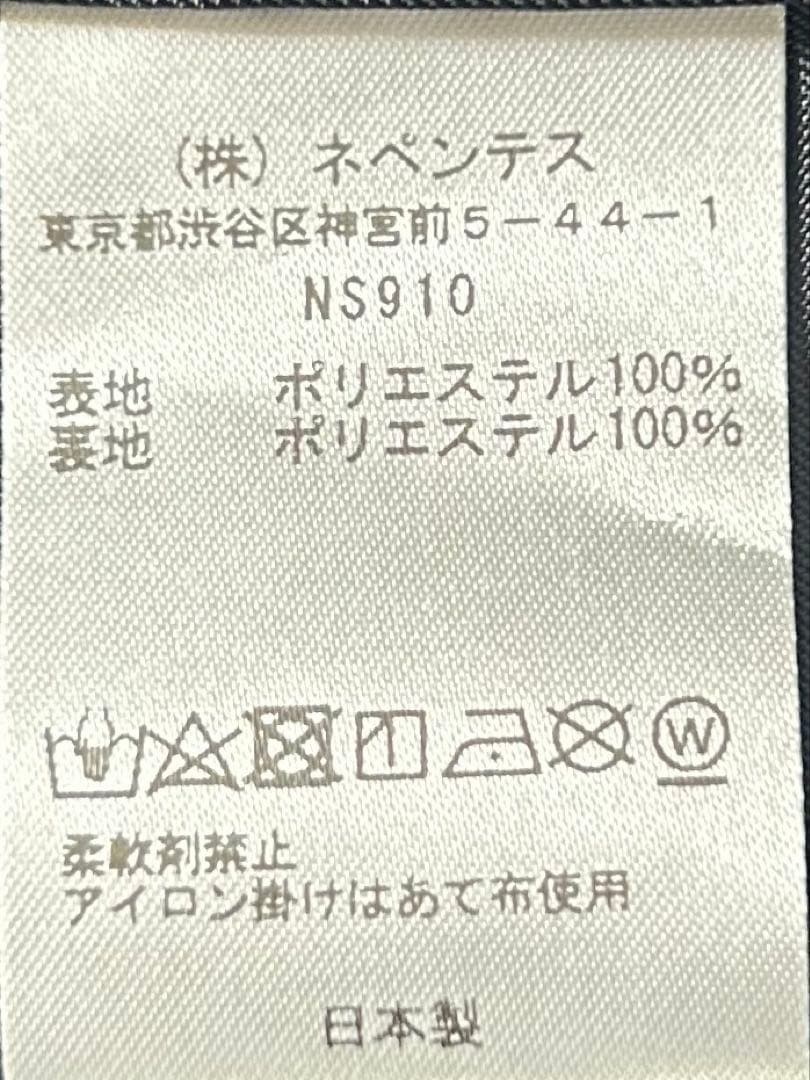 (株) ネペンテス
東京都渋谷区神宮前5-44-1
NS910
表地 ポリエステル100%
裏地 ポリエステル100%
W
柔軟剤禁止
アイロン掛けはあて布使用
日本製